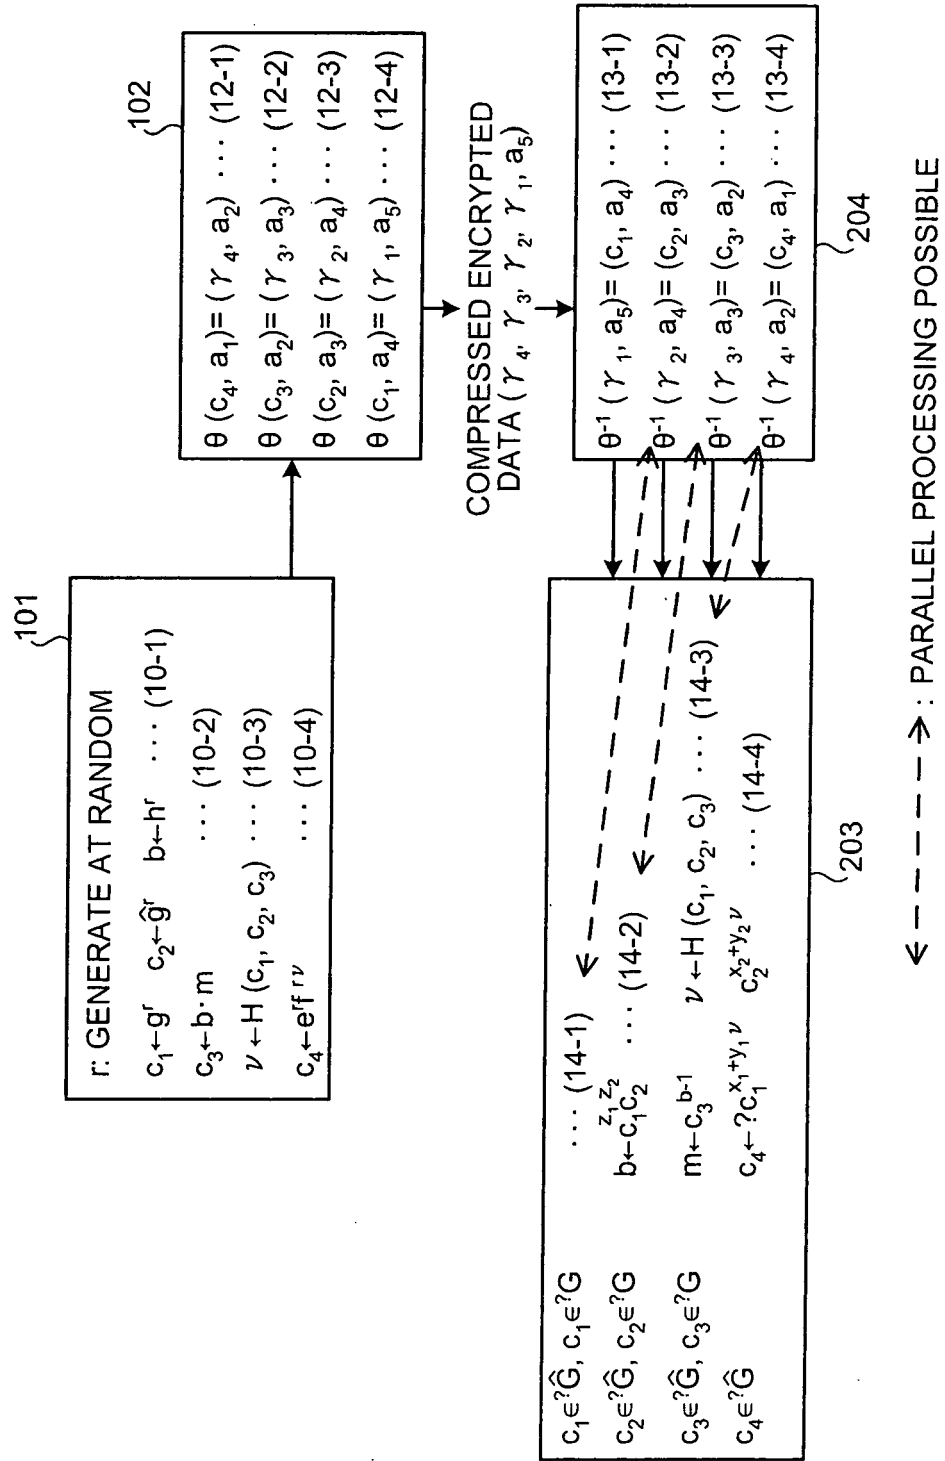 101
r: GENERATE AT RANDOM
c₁←gʳ c₂←ĝʳ b←hʳ ··· (10-1)
c₃←b·m ··· (10-2)
ν←H (c₁, c₂, c₃) ··· (10-3)
c₄←eʳf ʳᵛ ··· (10-4)
102
θ (c₄, a₁)= (γ₄, a₂) ··· (12-1)
θ (c₃, a₂)= (γ₃, a₃) ··· (12-2)
θ (c₂, a₃)= (γ₂, a₄) ··· (12-3)
θ (c₁, a₄)= (γ₁, a₅) ··· (12-4)
COMPRESSED ENCRYPTED
DATA (γ₄, γ₃, γ₂, γ₁, a₅)
203
c₁∈?Ĝ, c₁∈?G ··· (14-1)
c₂∈?Ĝ, c₂∈?G b←c₁^z₁c₂^z₂ ··· (14-2)
c₃∈?Ĝ, c₃∈?G m←c₃^b-1 ν←H (c₁, c₂, c₃) ··· (14-3)
c₄∈?Ĝ c₄←?c₁^x₁+y₁ν c₂^x₂+y₂ν ··· (14-4)
204
θ⁻¹ (γ₁, a₅)= (c₁, a₄) ··· (13-1)
θ⁻¹ (γ₂, a₄)= (c₂, a₃) ··· (13-2)
θ⁻¹ (γ₃, a₃)= (c₃, a₂) ··· (13-3)
θ⁻¹ (γ₄, a₂)= (c₄, a₁) ··· (13-4)
: PARALLEL PROCESSING POSSIBLE